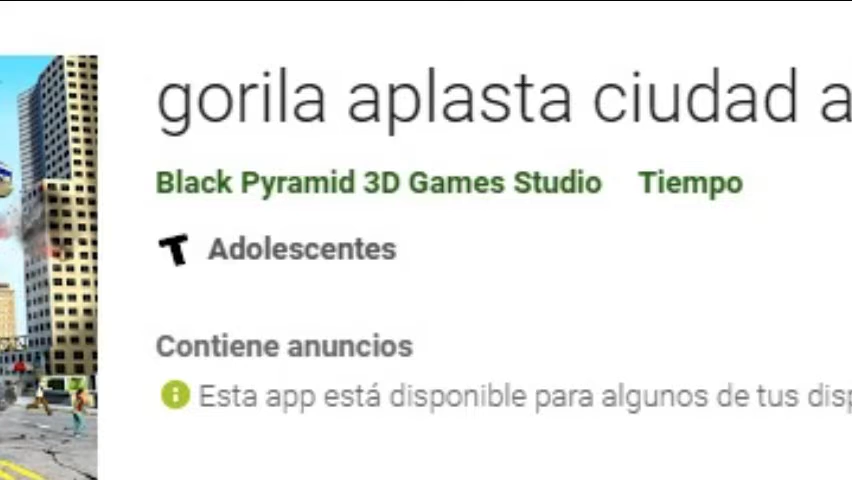 gorila aplasta ciudad a
Black Pyramid 3D Games Studio Tiempo
T Adolescentes
Contiene anuncios
Esta app está disponible para algunos de tus disp